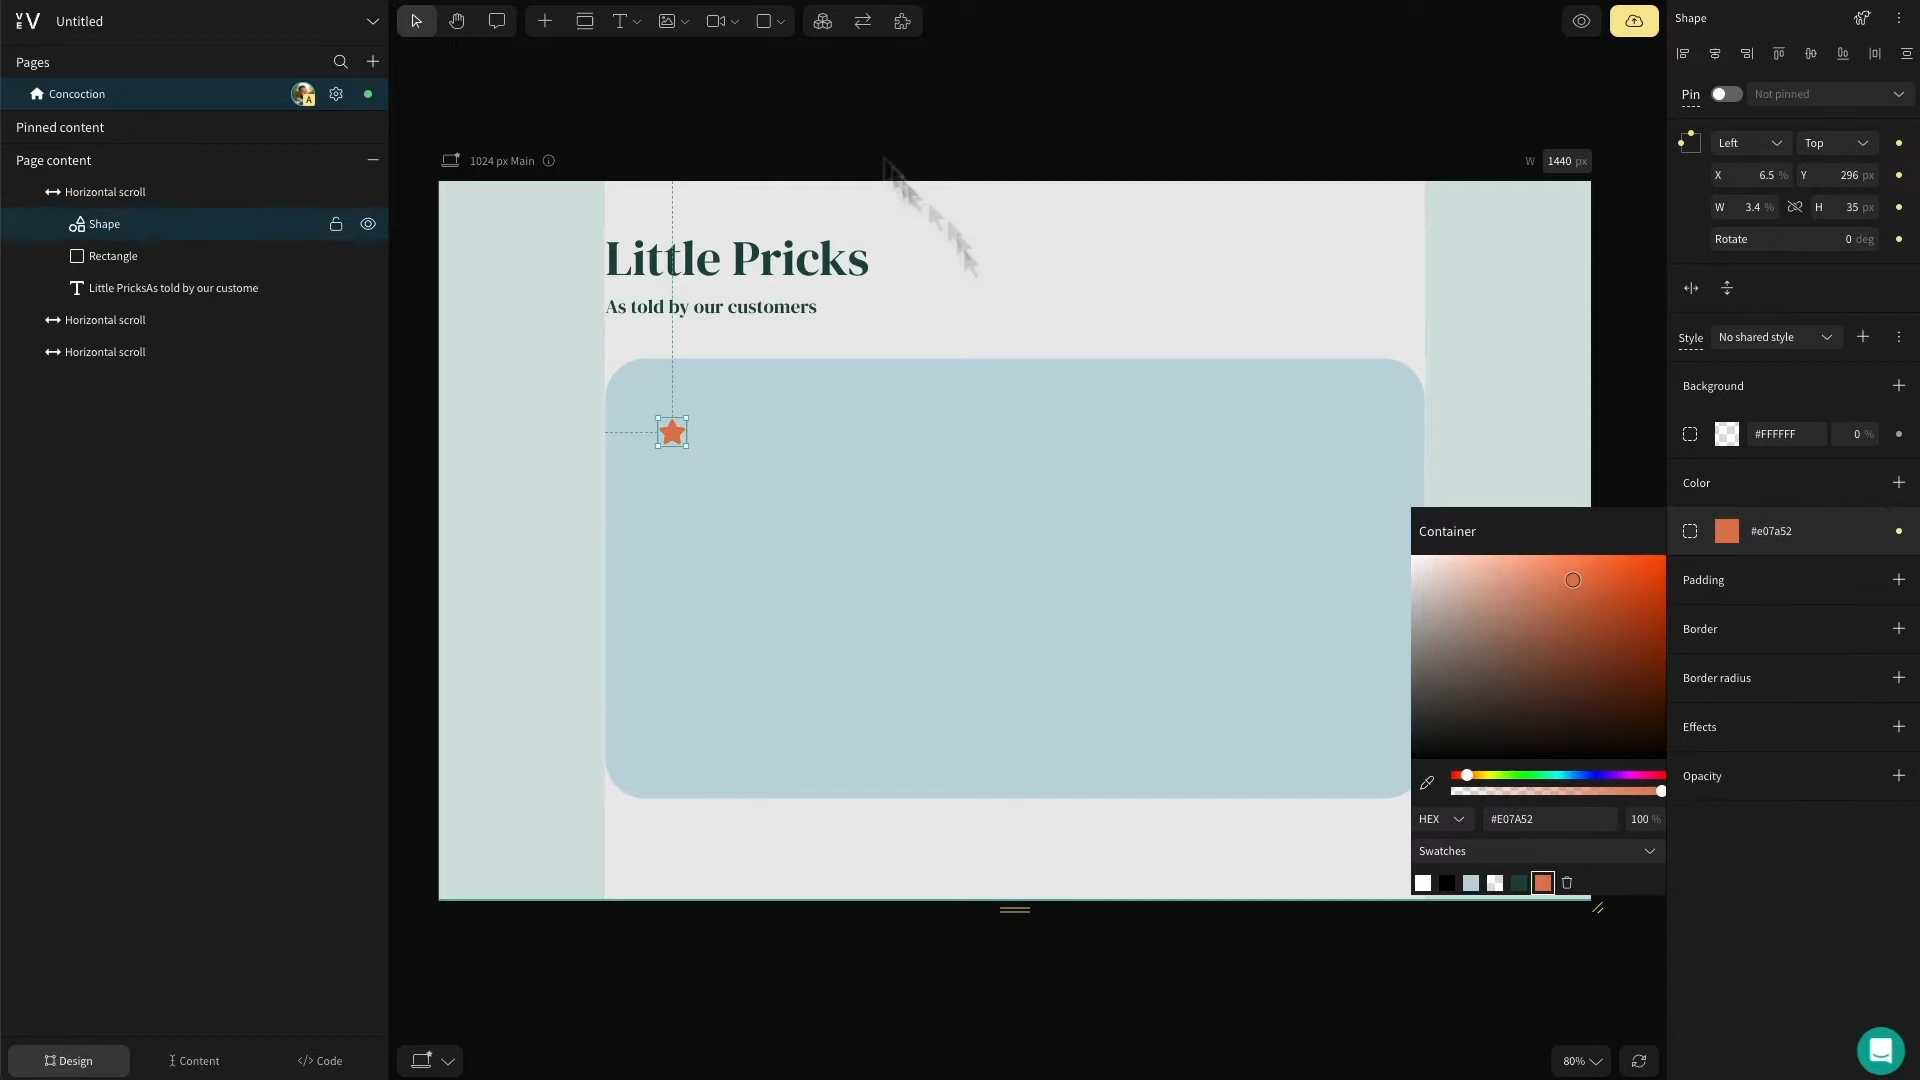 Untitled
Shape
Pages
Concoction
A
Pin
Not pinned
Pinned content
Left
Top
Page content
1024 px Main
W 1440 px
X 6.5 %
Y 296 px
Horizontal scroll
W 3.4 %
H 35 px
Shape
Rotate 0 deg
Rectangle
Little Pricks
Little PricksAs told by our custome
As told by our customers
Horizontal scroll
Style
No shared style
Horizontal scroll
Background
#FFFFFF
0 %
Color
Container
#e07a52
Padding
Border
Border radius
Effects
Opacity
HEX
#E07A52
100 %
Swatches
Design
Content
</> Code
80%